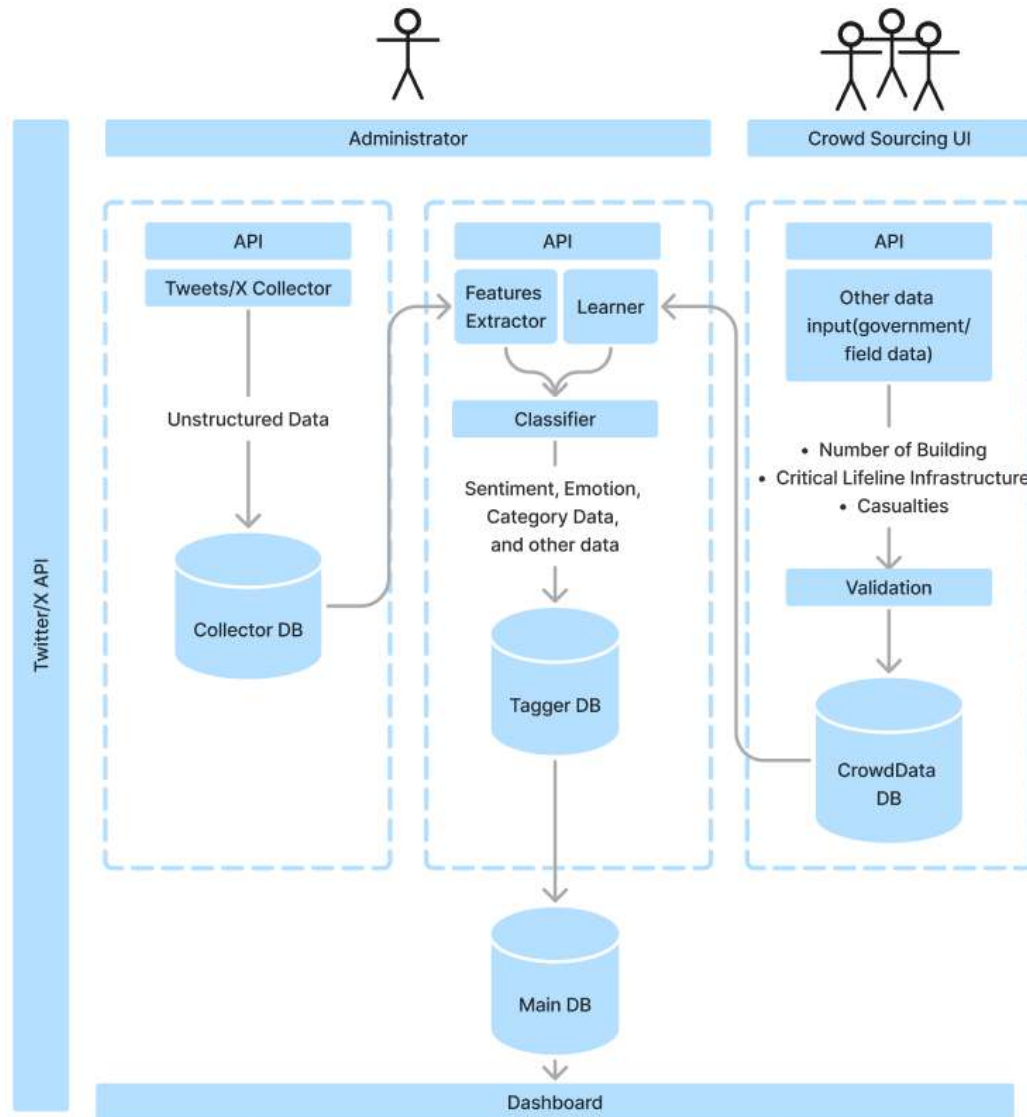 Administrator
Crowd Sourcing UI
Twitter/X API
API
Tweets/X Collector
Unstructured Data
Collector DB
API
Features
Extractor
Learner
Classifier
Sentiment, Emotion,
Category Data,
and other data
Tagger DB
API
Other data
input(government/
field data)
• Number of Building
• Critical Lifeline Infrastructure
• Casualties
Validation
CrowdData
DB
Main DB
Dashboard